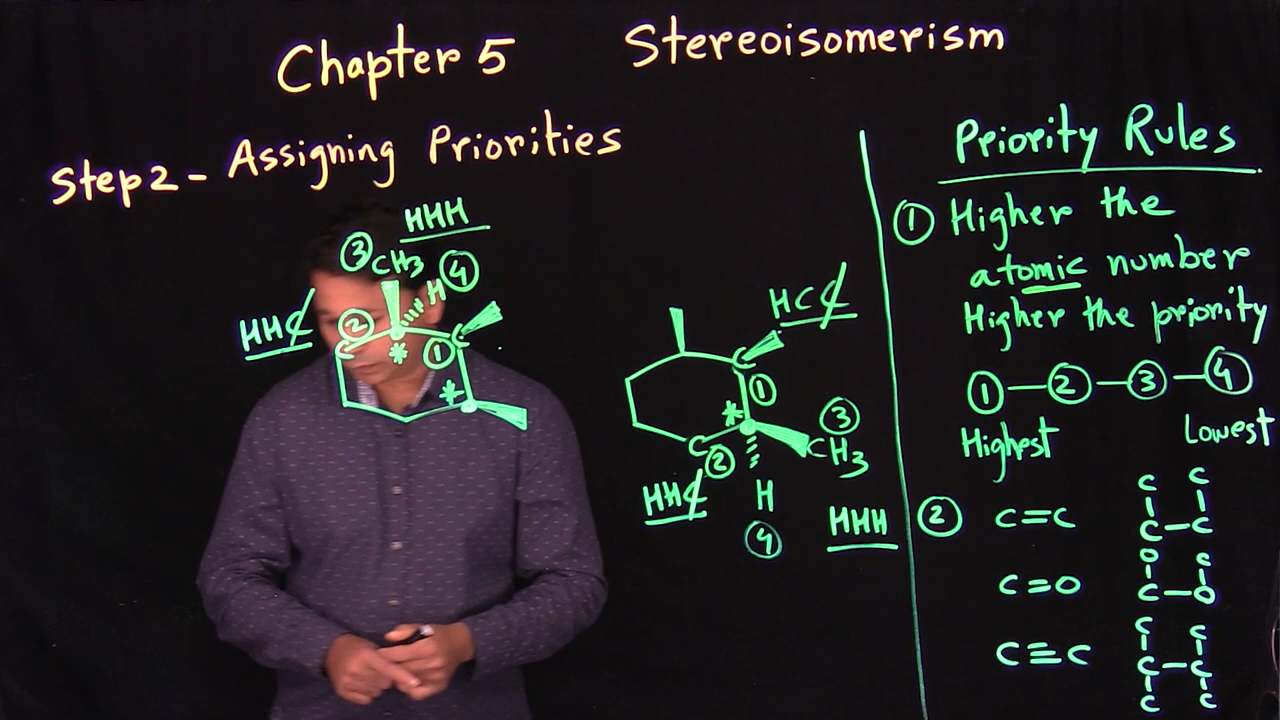 Chapter 5 Stereoisomerism
Step 2 - Assigning Priorities
HHH
③ CH3
H ④
HHC
②
C
C
①
*
*
HCC
C
①
*
③
CH3
C
②
HHC
H
④
HHH
Priority Rules
① Higher the
atomic number
Higher the priority
① — ② — ③ — ④
Highest Lowest
② C=C
C C
C-C
C=O
O C
C-O
C≡C
C C
C-C
C C